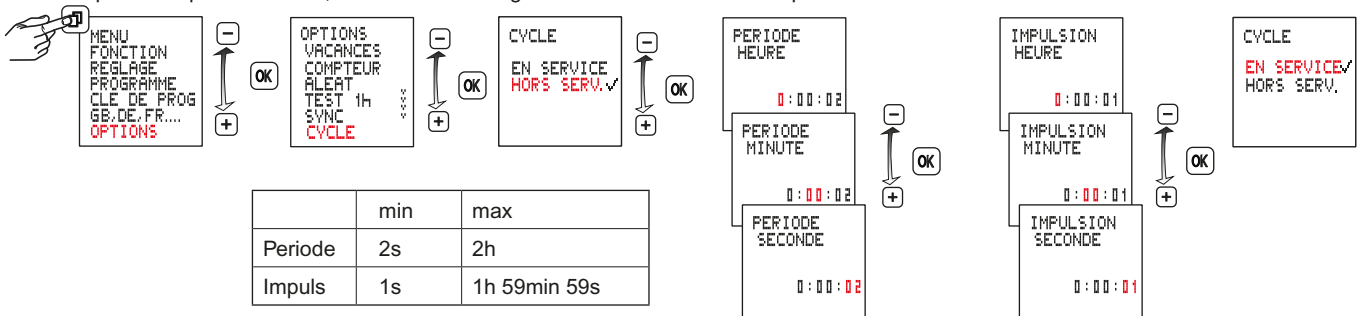 MENU
FONCTION
REGLAGE
PROGRAMME
CLE DE PROG
GB,DE,FR....
OPTIONS
−
OK
+
OPTIONS
VACANCES
COMPTEUR
ALEAT
TEST 1h
SYNC
CYCLE
−
OK
+
CYCLE
EN SERVICE
HORS SERV.✓
−
OK
+
PERIODE
HEURE
0:00:02
PERIODE
MINUTE
0:00:02
PERIODE
SECONDE
0:00:02
−
OK
+
IMPULSION
HEURE
0:00:01
IMPULSION
MINUTE
0:00:01
IMPULSION
SECONDE
0:00:01
−
OK
+
CYCLE
EN SERVICE✓
HORS SERV.
min max
Periode 2s 2h
Impuls 1s 1h 59min 59s